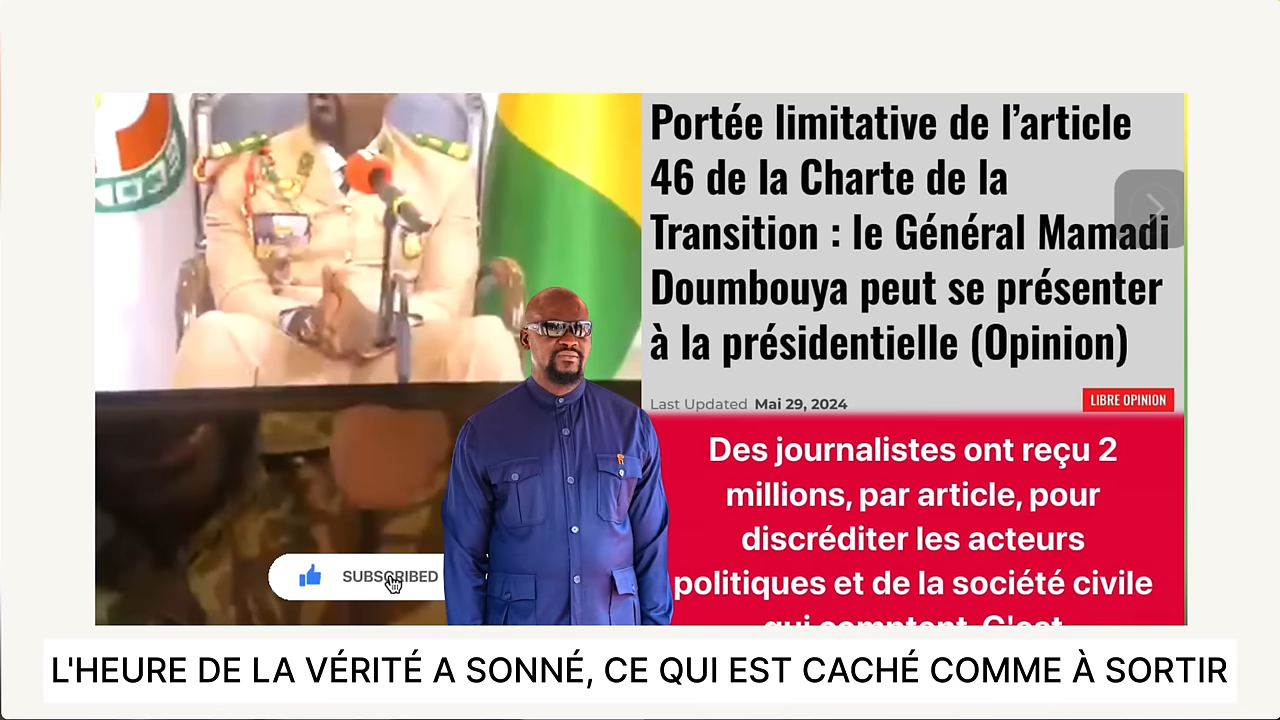 Portée limitative de l'article
46 de la Charte de la
Transition : le Général Mamadi
Doumbouya peut se présenter
à la présidentielle (Opinion)
Last Updated Mai 29, 2024
LIBRE OPINION
Des journalistes ont reçu 2
millions, par article, pour
discréditer les acteurs
politiques et de la société civile
qui comptent. C'est
SUBSCRIBED
L'HEURE DE LA VÉRITÉ A SONNÉ, CE QUI EST CACHÉ COMME À SORTIR